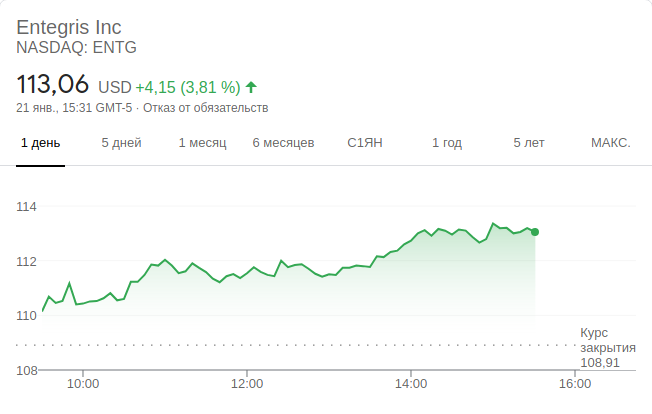 Entegris Inc
NASDAQ: ENTG
113,06 USD +4,15 (3,81 %)
21 янв., 15:31 GMT-5 · Отказ от обязательств
1 день 5 дней 1 месяц 6 месяцев С1ЯН 1 год 5 лет МАКС.
114
112
110
Курс
закрытия
108,91
108
10:00 12:00 14:00 16:00